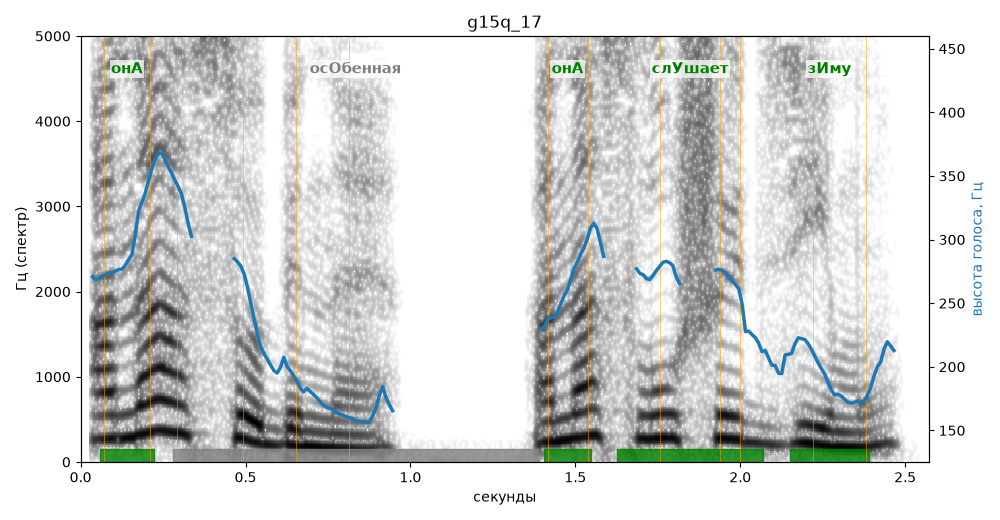 g15q_17
5000
4000
3000
2000
1000
0
Гц (спектр)
онА
осОбенная
онА
слУшает
зИму
450
400
350
300
250
200
150
высота голоса, Гц
0.0
0.5
1.0
1.5
2.0
2.5
секунды